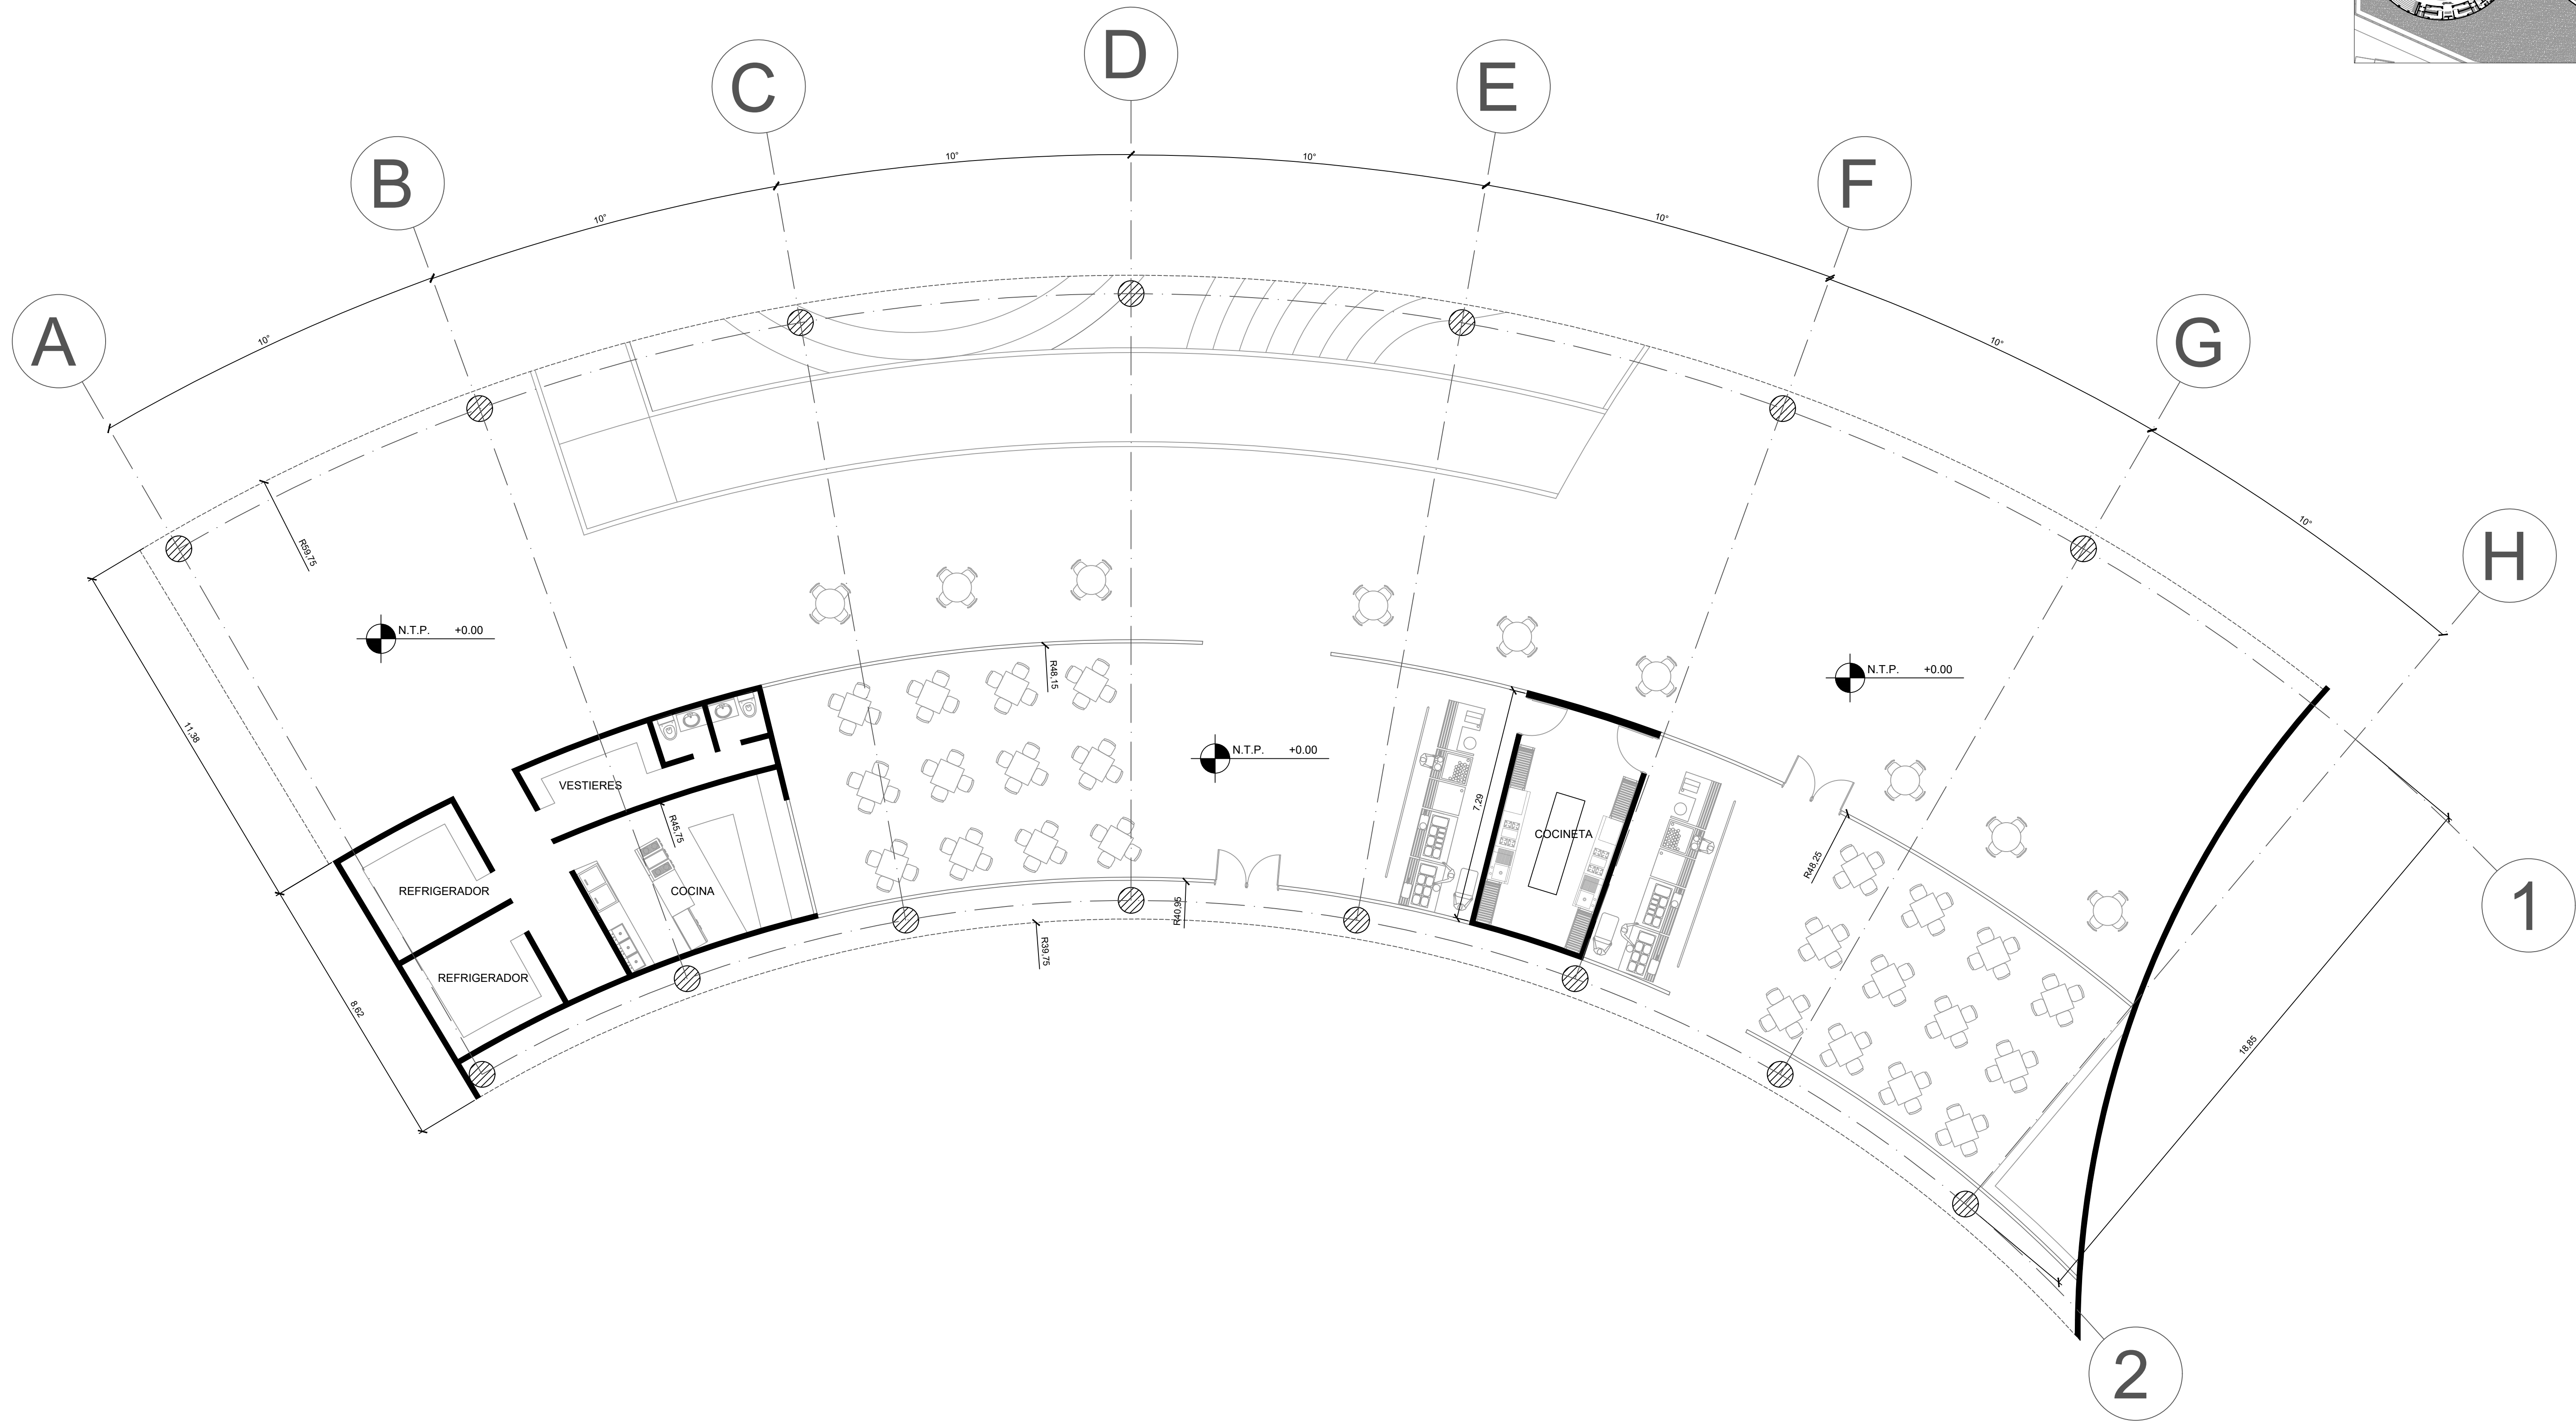 D
C
E
B
F
A
G
H
1
2
10°
10°
10°
10°
10°
10°
10°
R59,75
N.T.P. +0.00
N.T.P. +0.00
N.T.P. +0.00
R48,15
11,38
VESTIERES
R45,75
7,29
COCINETA
R48,25
REFRIGERADOR
COCINA
R40,95
R39,75
REFRIGERADOR
8,62
18,85